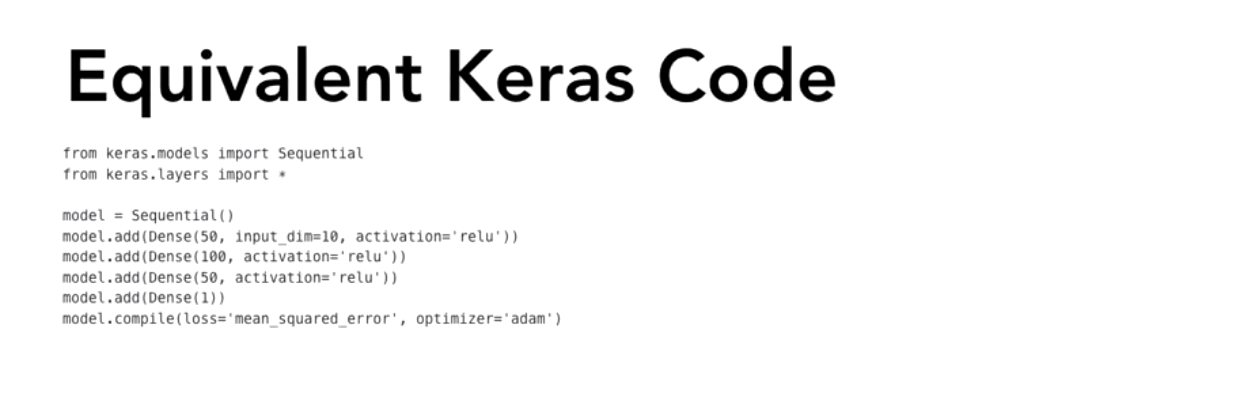 Equivalent Keras Code
from keras.models import Sequential
from keras.layers import *
model = Sequential()
model.add(Dense(50, input_dim=10, activation='relu'))
model.add(Dense(100, activation='relu'))
model.add(Dense(50, activation='relu'))
model.add(Dense(1))
model.compile(loss='mean_squared_error', optimizer='adam')